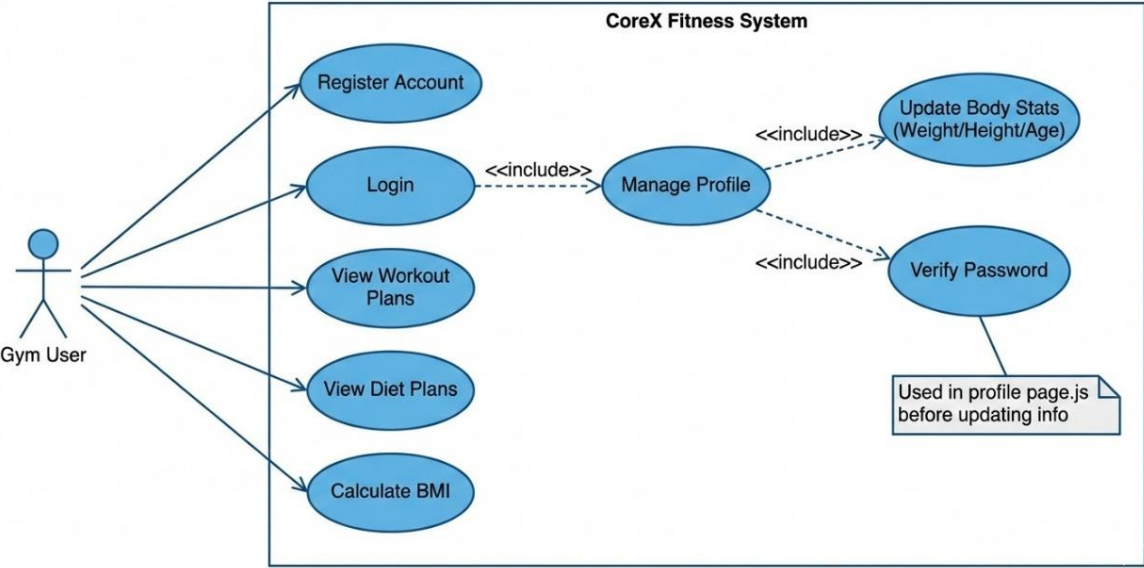 CoreX Fitness System
Register Account
Update Body Stats
(Weight/Height/Age)
<<include>>
<<include>>
Login
Manage Profile
<<include>>
Verify Password
View Workout
Plans
Gym User
View Diet Plans
Used in profile page.js
before updating info
Calculate BMI